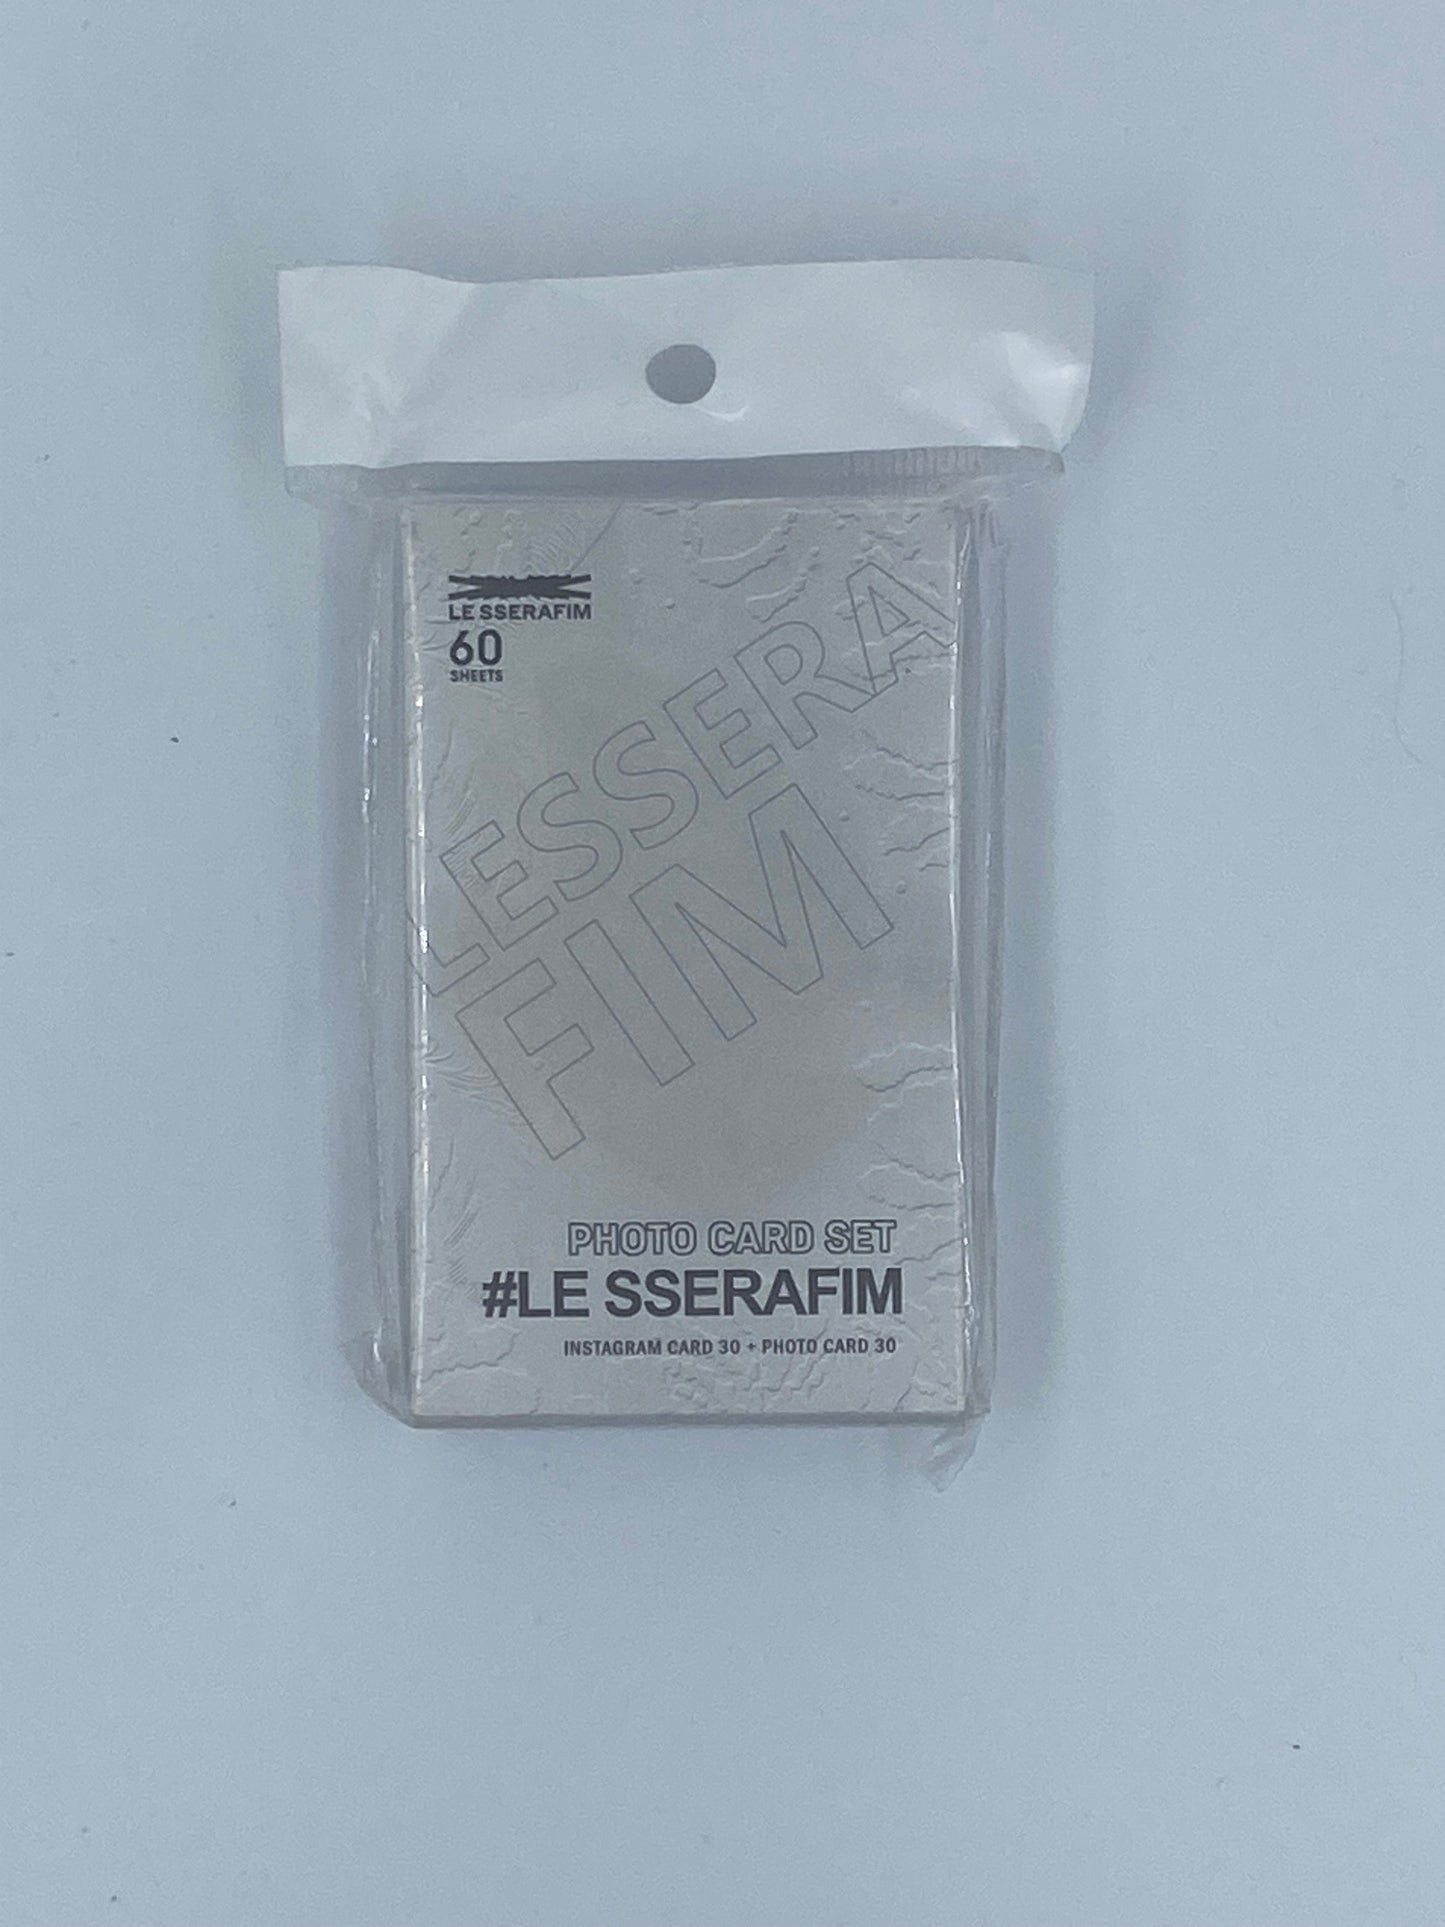 LE SSERAFIM
60
SHEETS
LESSERA
FIM
PHOTO CARD SET
#LE SSERAFIM
INSTAGRAM CARD 30 + PHOTO CARD 30